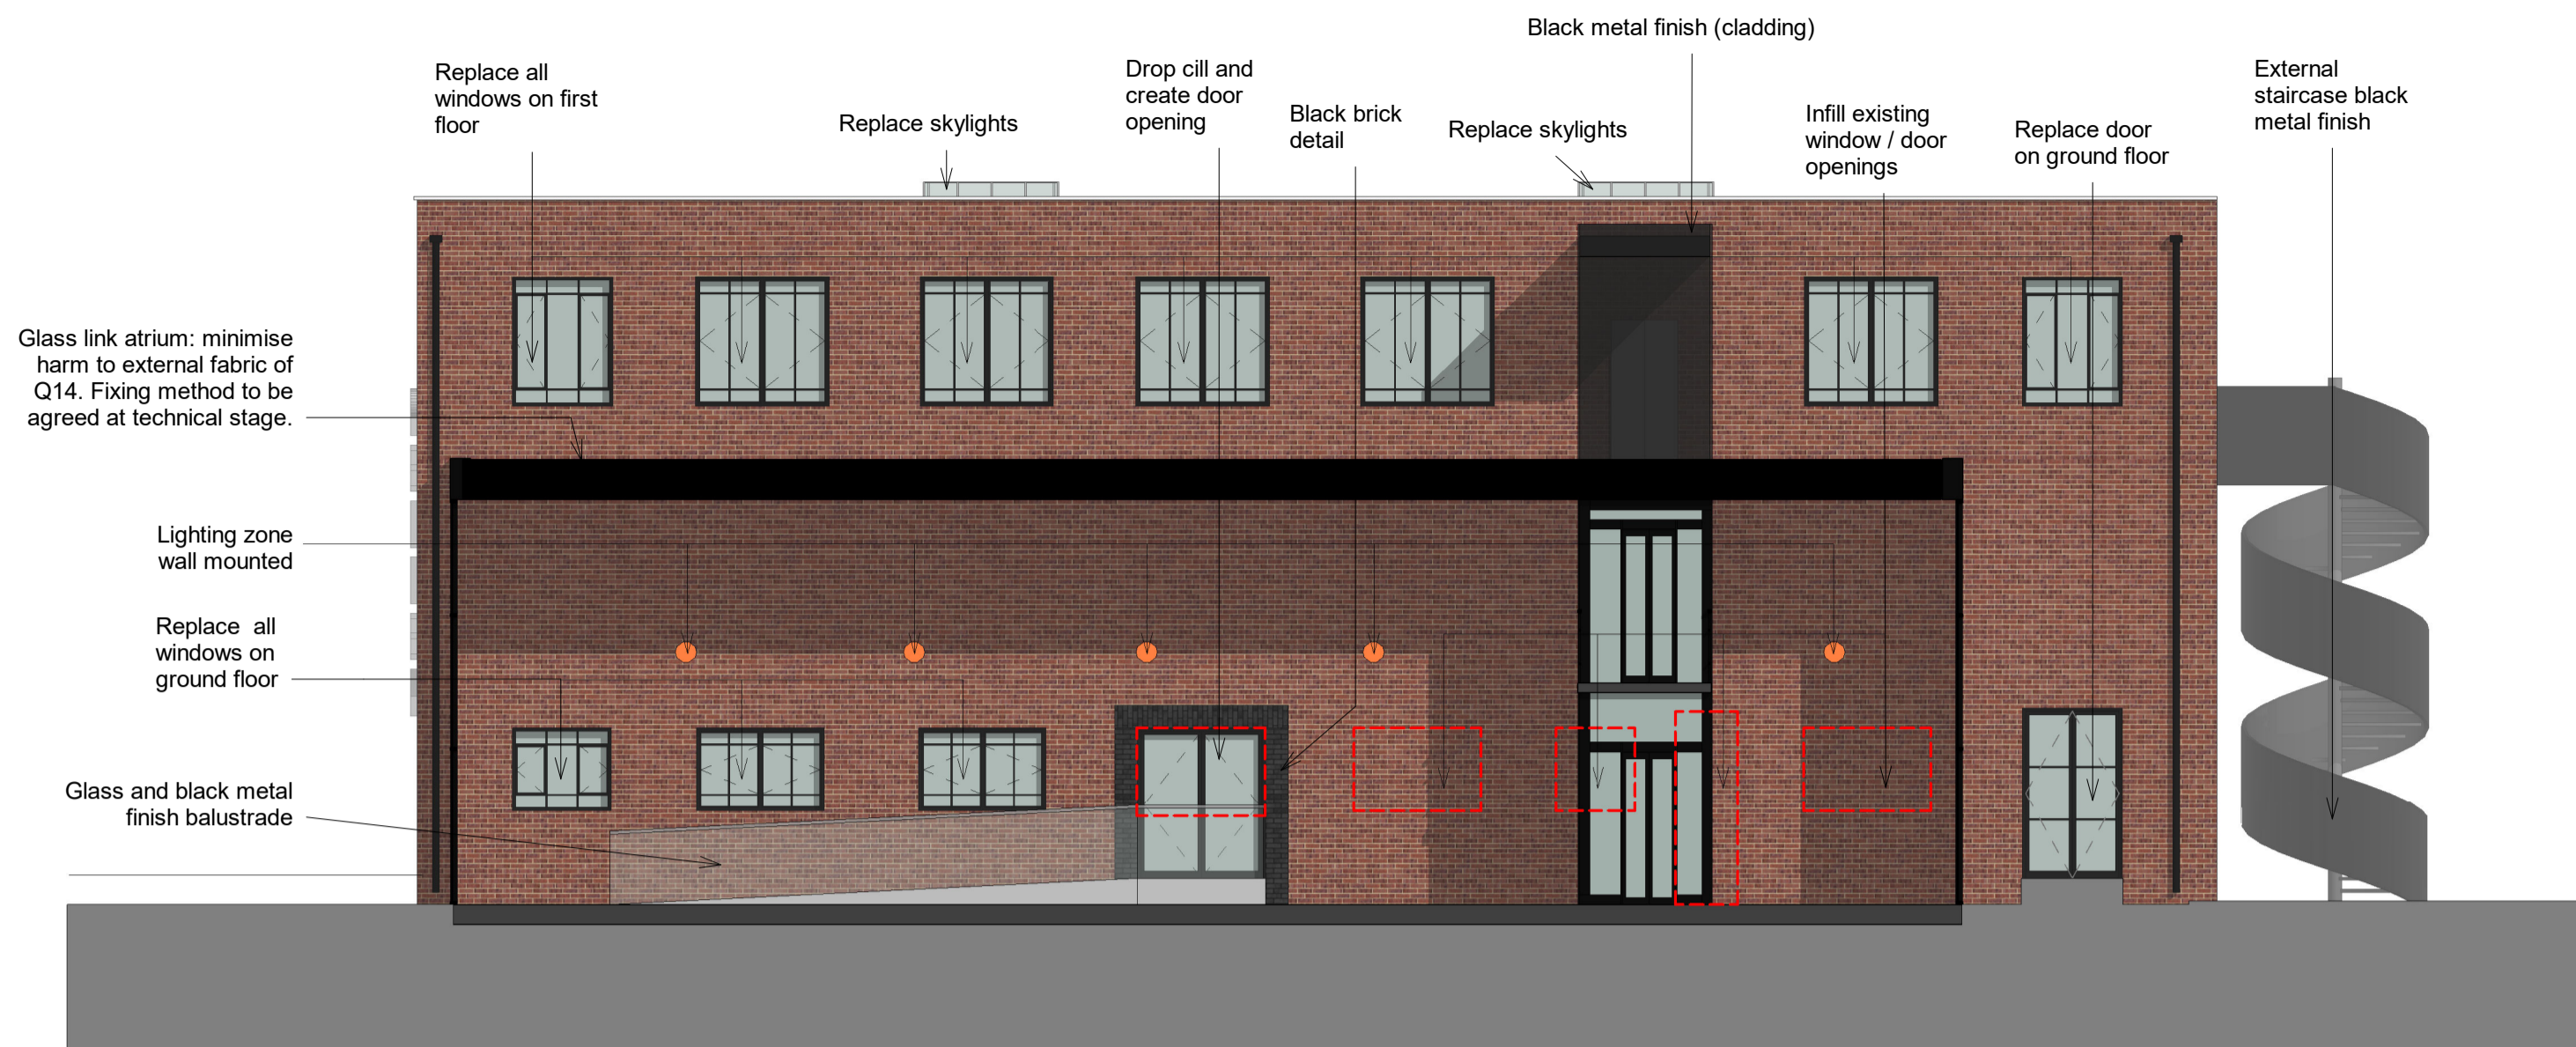 Black metal finish (cladding)
Replace all
windows on first
floor
Replace skylights
Drop cill and
create door
opening
Black brick
detail
Replace skylights
Infill existing
window / door
openings
Replace door
on ground floor
External
staircase black
metal finish
Glass link atrium: minimise
harm to external fabric of
Q14. Fixing method to be
agreed at technical stage.
Lighting zone
wall mounted
Replace all
windows on
ground floor
Glass and black metal
finish balustrade